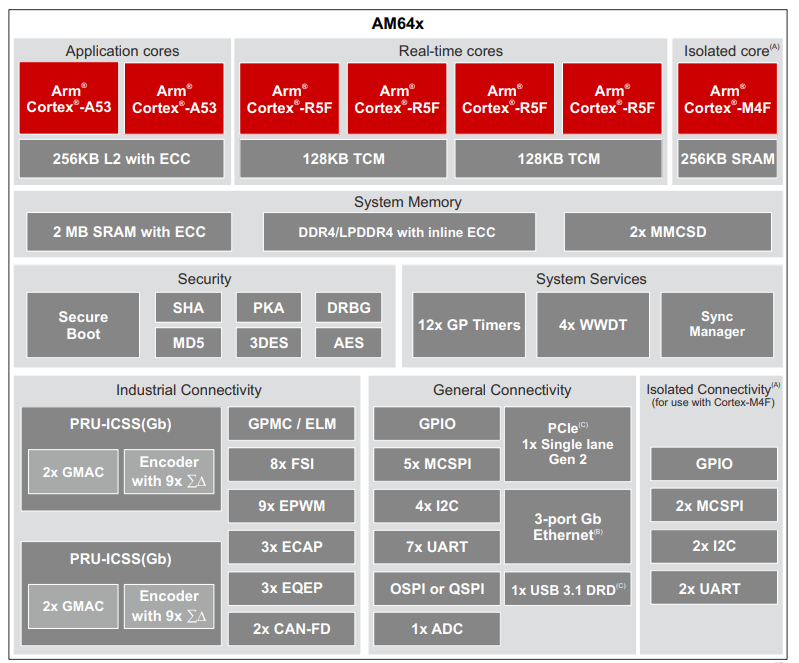 AM64x
Application cores
Real-time cores
Isolated core(A)
Arm®
Cortex®-A53
Arm®
Cortex®-A53
Arm®
Cortex®-R5F
Arm®
Cortex®-R5F
Arm®
Cortex®-R5F
Arm®
Cortex®-R5F
Arm®
Cortex®-M4F
256KB L2 with ECC
128KB TCM
128KB TCM
256KB SRAM
System Memory
2 MB SRAM with ECC
DDR4/LPDDR4 with inline ECC
2x MMCSD
Security
Secure
Boot
SHA
PKA
DRBG
MD5
3DES
AES
System Services
12x GP Timers
4x WWDT
Sync
Manager
Industrial Connectivity
PRU-ICSS(Gb)
2x GMAC
Encoder
with 9x ∑∆
PRU-ICSS(Gb)
2x GMAC
Encoder
with 9x ∑∆
GPMC / ELM
8x FSI
9x EPWM
3x ECAP
3x EQEP
2x CAN-FD
General Connectivity
GPIO
5x MCSPI
4x I2C
7x UART
OSPI or QSPI
1x ADC
PCIe(C)
1x Single lane
Gen 2
3-port Gb
Ethernet(B)
1x USB 3.1 DRD(C)
Isolated Connectivity(A)
(for use with Cortex-M4F)
GPIO
2x MCSPI
2x I2C
2x UART